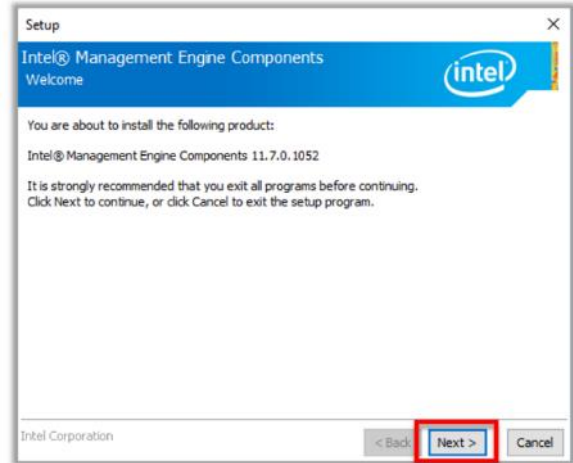 Setup
Intel® Management Engine Components
Welcome
intel
You are about to install the following product:
Intel® Management Engine Components 11.7.0.1052
It is strongly recommended that you exit all programs before continuing.
Click Next to continue, or click Cancel to exit the setup program.
Intel Corporation
< Back Next > Cancel